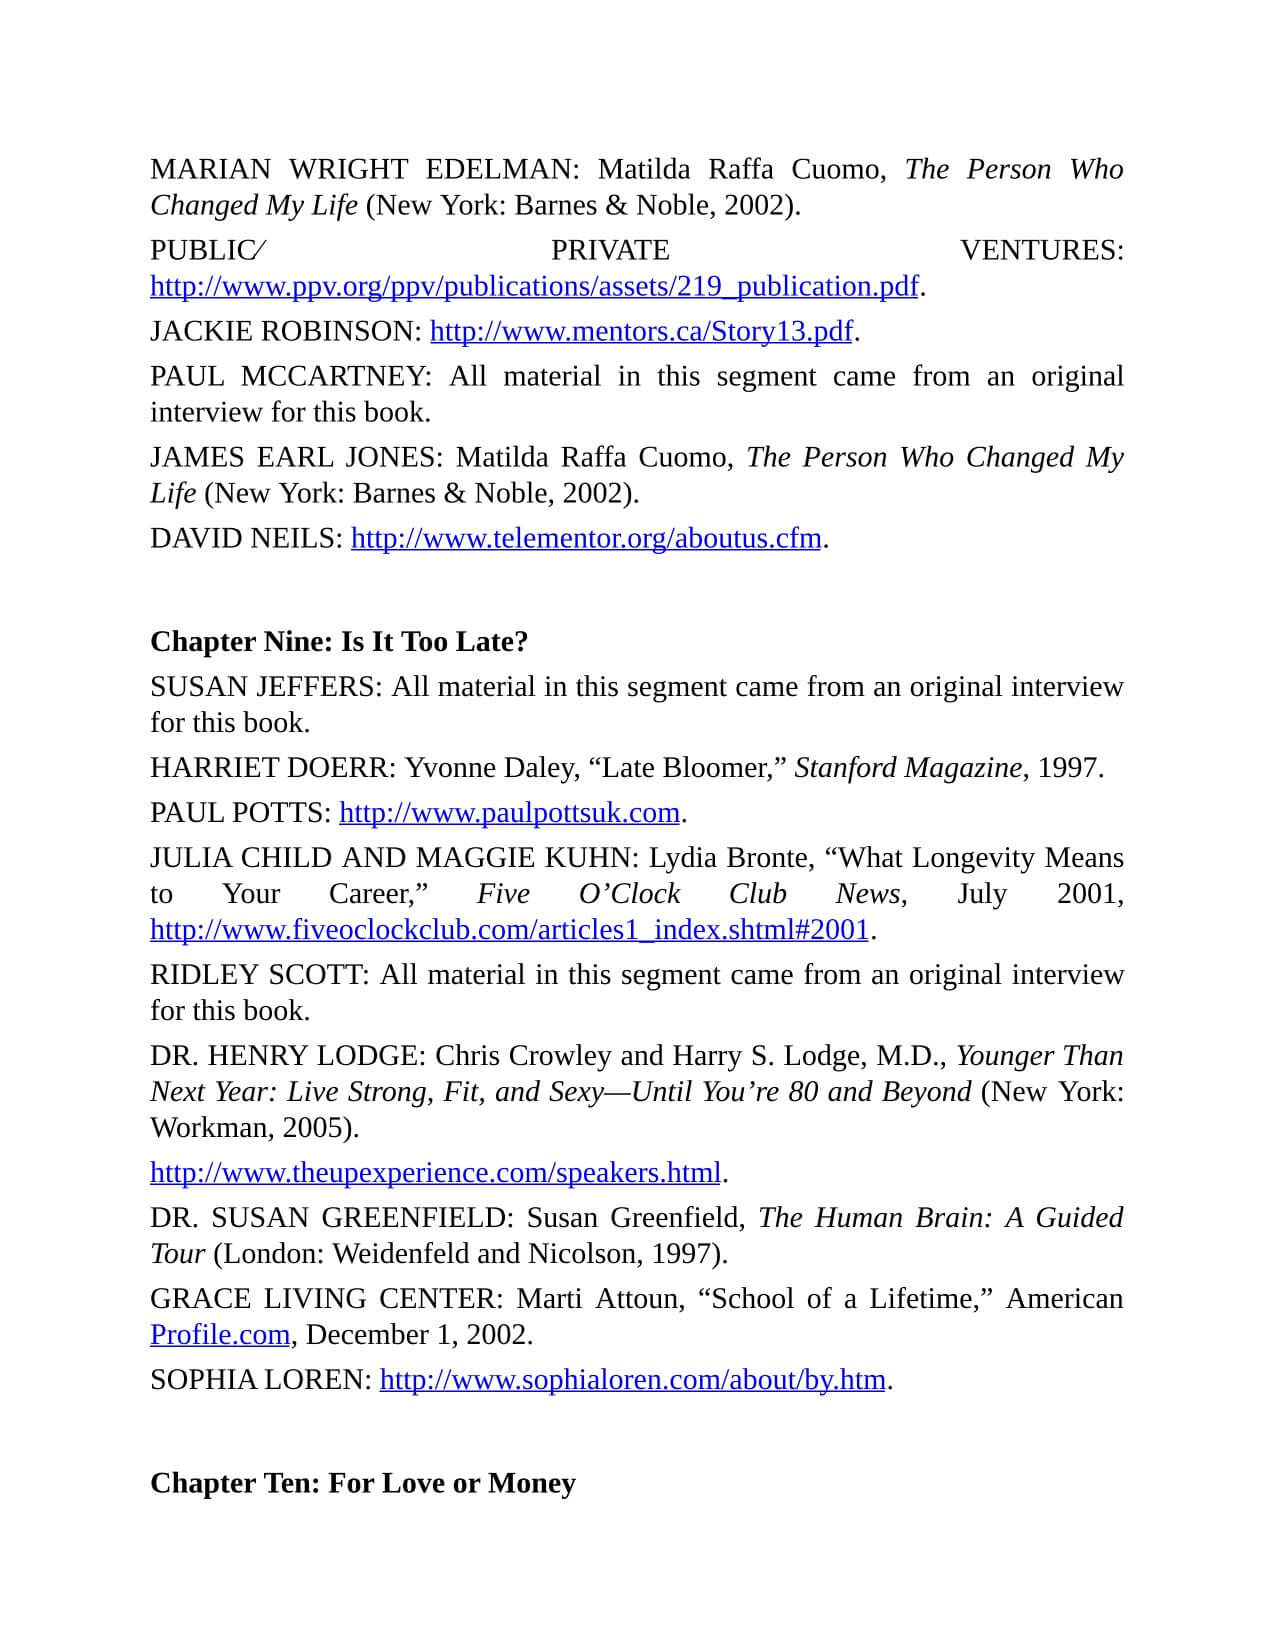 MARIAN WRIGHT EDELMAN: Matilda Raffa Cuomo, The Person Who
Changed My Life (New York: Barnes & Noble, 2002).
PUBLIC⁄ PRIVATE VENTURES:
http://www.ppv.org/ppv/publications/assets/219_publication.pdf.
JACKIE ROBINSON: http://www.mentors.ca/Story13.pdf.
PAUL MCCARTNEY: All material in this segment came from an original
interview for this book.
JAMES EARL JONES: Matilda Raffa Cuomo, The Person Who Changed My
Life (New York: Barnes & Noble, 2002).
DAVID NEILS: http://www.telementor.org/aboutus.cfm.
Chapter Nine: Is It Too Late?
SUSAN JEFFERS: All material in this segment came from an original interview
for this book.
HARRIET DOERR: Yvonne Daley, “Late Bloomer,” Stanford Magazine, 1997.
PAUL POTTS: http://www.paulpottsuk.com.
JULIA CHILD AND MAGGIE KUHN: Lydia Bronte, “What Longevity Means
to Your Career,” Five O’Clock Club News, July 2001,
http://www.fiveoclockclub.com/articles1_index.shtml#2001.
RIDLEY SCOTT: All material in this segment came from an original interview
for this book.
DR. HENRY LODGE: Chris Crowley and Harry S. Lodge, M.D., Younger Than
Next Year: Live Strong, Fit, and Sexy—Until You’re 80 and Beyond (New York:
Workman, 2005).
http://www.theupexperience.com/speakers.html.
DR. SUSAN GREENFIELD: Susan Greenfield, The Human Brain: A Guided
Tour (London: Weidenfeld and Nicolson, 1997).
GRACE LIVING CENTER: Marti Attoun, “School of a Lifetime,” American
Profile.com, December 1, 2002.
SOPHIA LOREN: http://www.sophialoren.com/about/by.htm.
Chapter Ten: For Love or Money